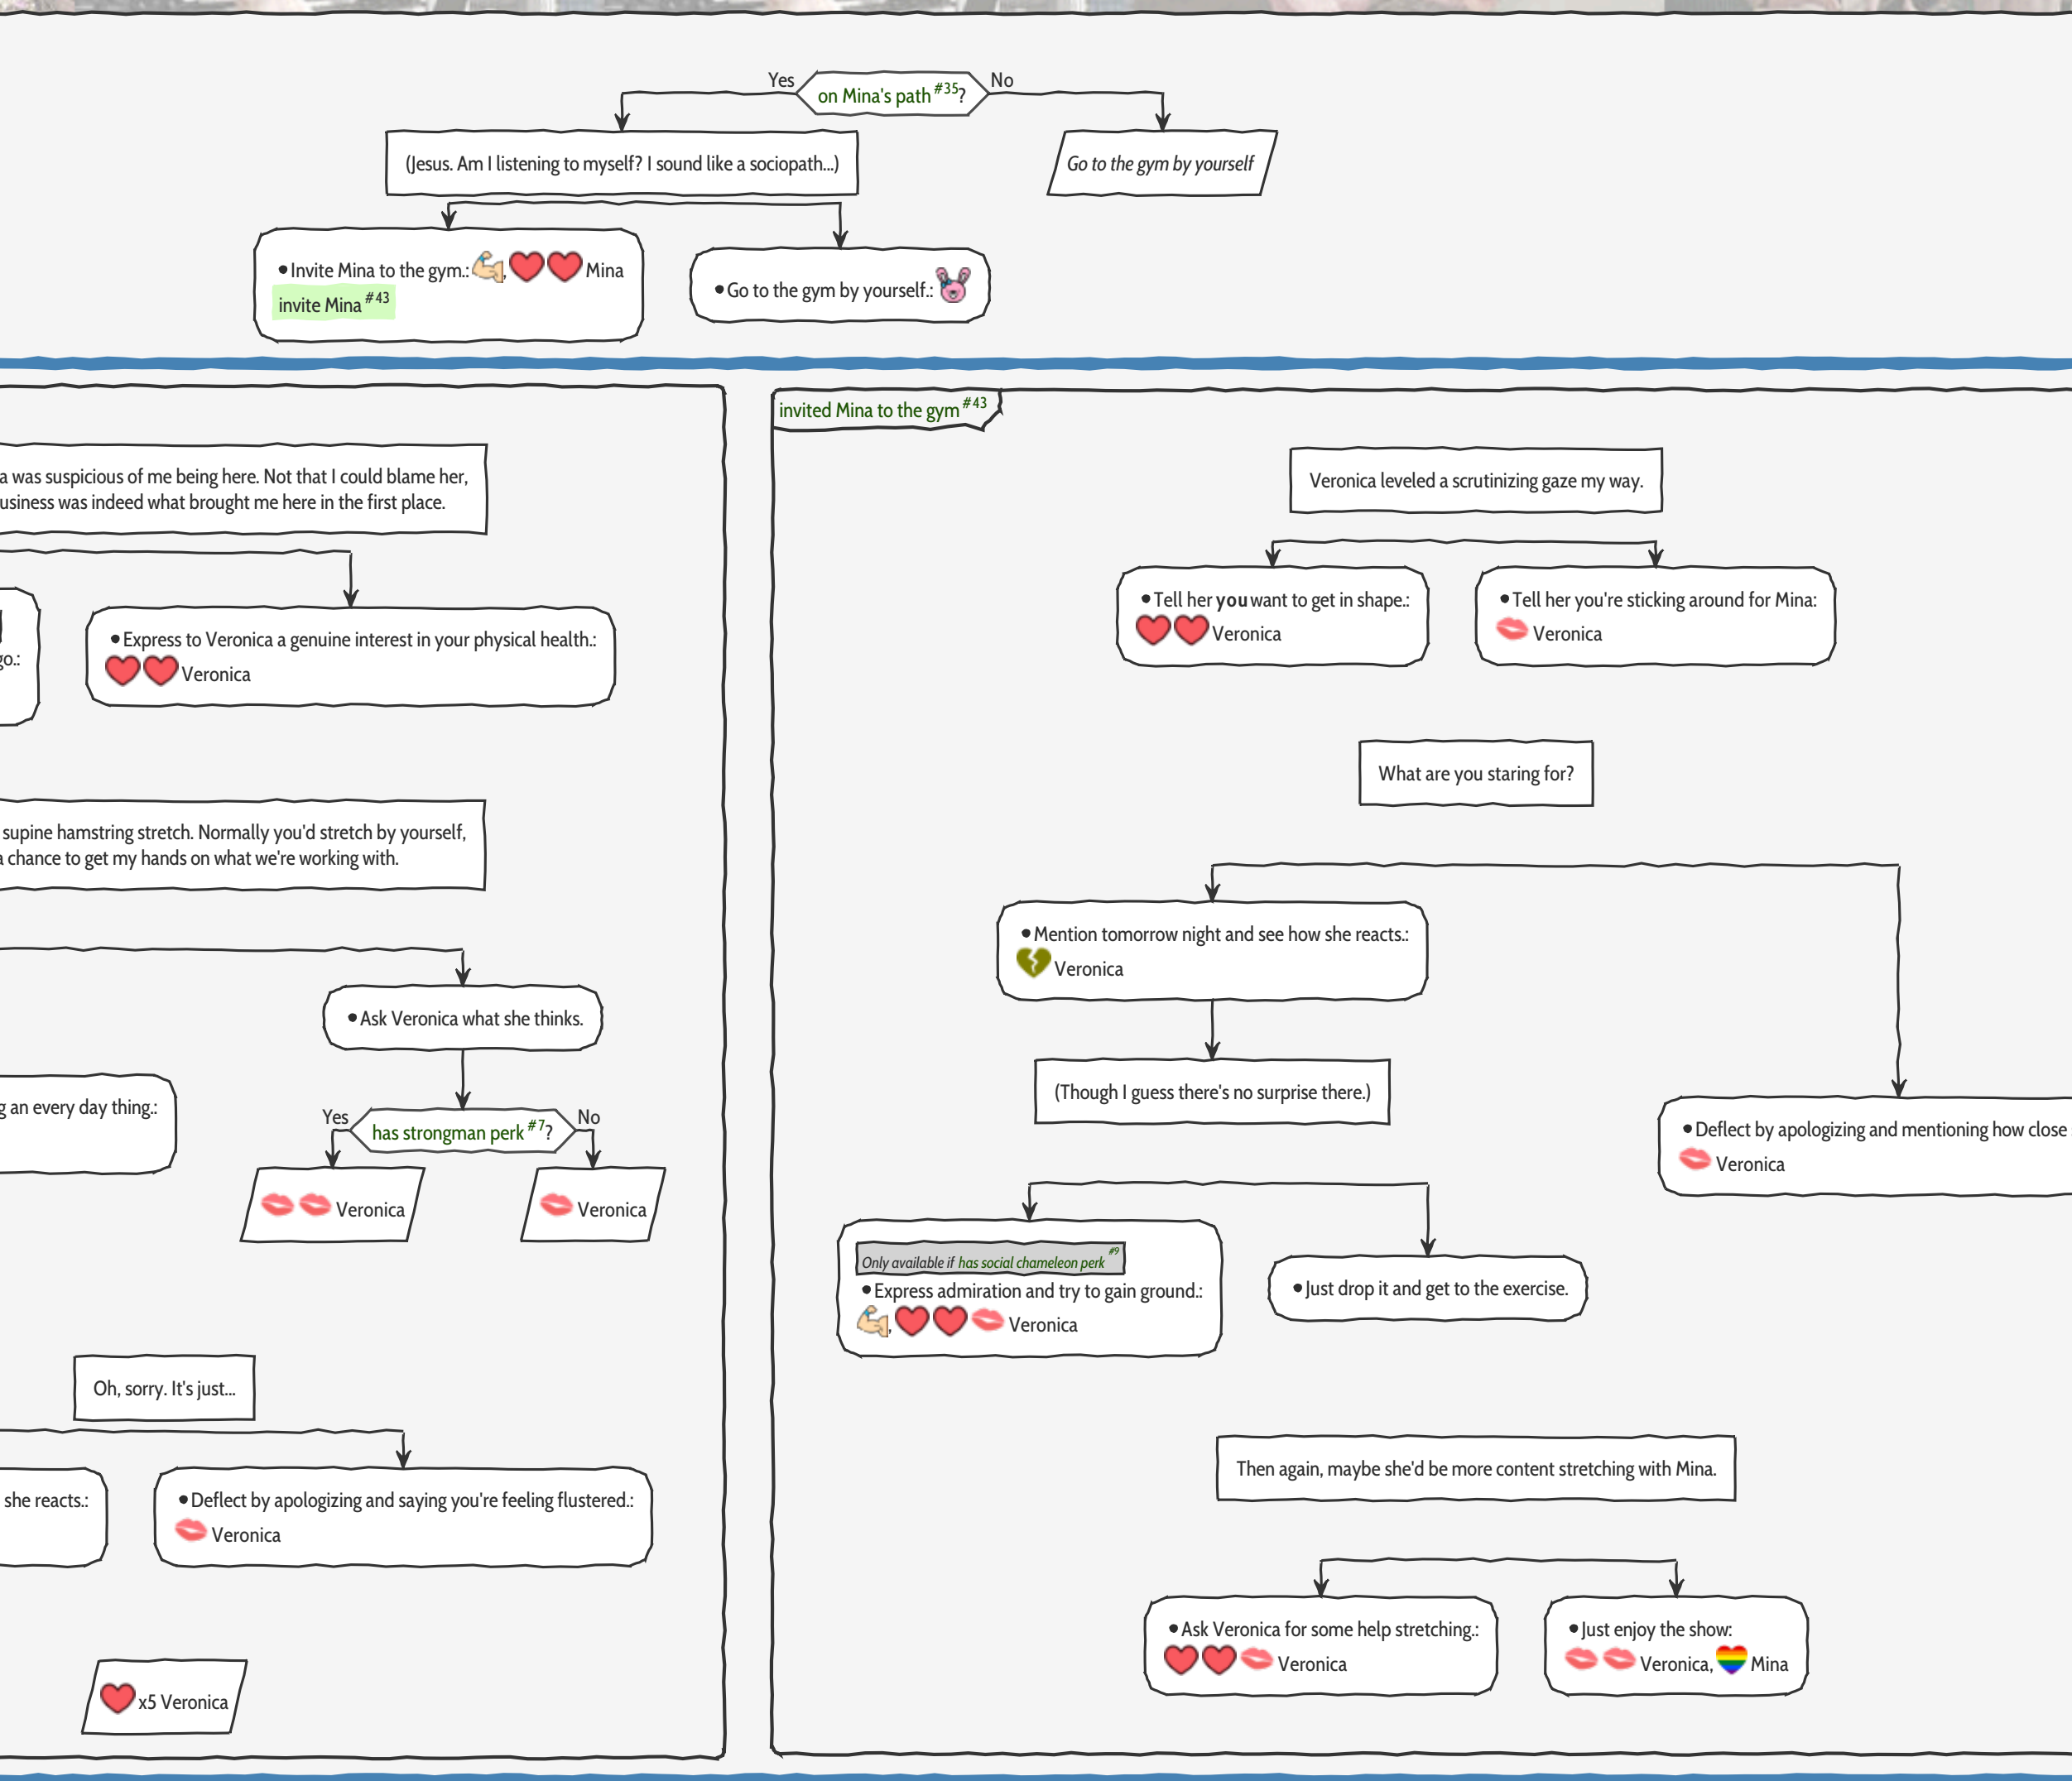 Yes
on Mina's path #35?
No
(Jesus. Am I listening to myself? I sound like a sociopath...)
Go to the gym by yourself
•Invite Mina to the gym.: , Mina
invite Mina #43
•Go to the gym by yourself.:
a was suspicious of me being here. Not that I could blame her,
usiness was indeed what brought me here in the first place.
go.:
•Express to Veronica a genuine interest in your physical health.:
Veronica
supine hamstring stretch. Normally you'd stretch by yourself,
a chance to get my hands on what we're working with.
•Ask Veronica what she thinks.
g an every day thing.:
Yes
has strongman perk #7?
No
Veronica
Veronica
Oh, sorry. It's just...
she reacts.:
•Deflect by apologizing and saying you're feeling flustered.:
Veronica
x5 Veronica
invited Mina to the gym #43
Veronica leveled a scrutinizing gaze my way.
•Tell her you want to get in shape.:
Veronica
•Tell her you're sticking around for Mina:
Veronica
What are you staring for?
•Mention tomorrow night and see how she reacts.:
Veronica
(Though I guess there's no surprise there.)
•Deflect by apologizing and mentioning how close
Veronica
Only available if has social chameleon perk #9
•Express admiration and try to gain ground.:
, Veronica
•Just drop it and get to the exercise.
Then again, maybe she'd be more content stretching with Mina.
•Ask Veronica for some help stretching.:
Veronica
•Just enjoy the show:
Veronica, Mina